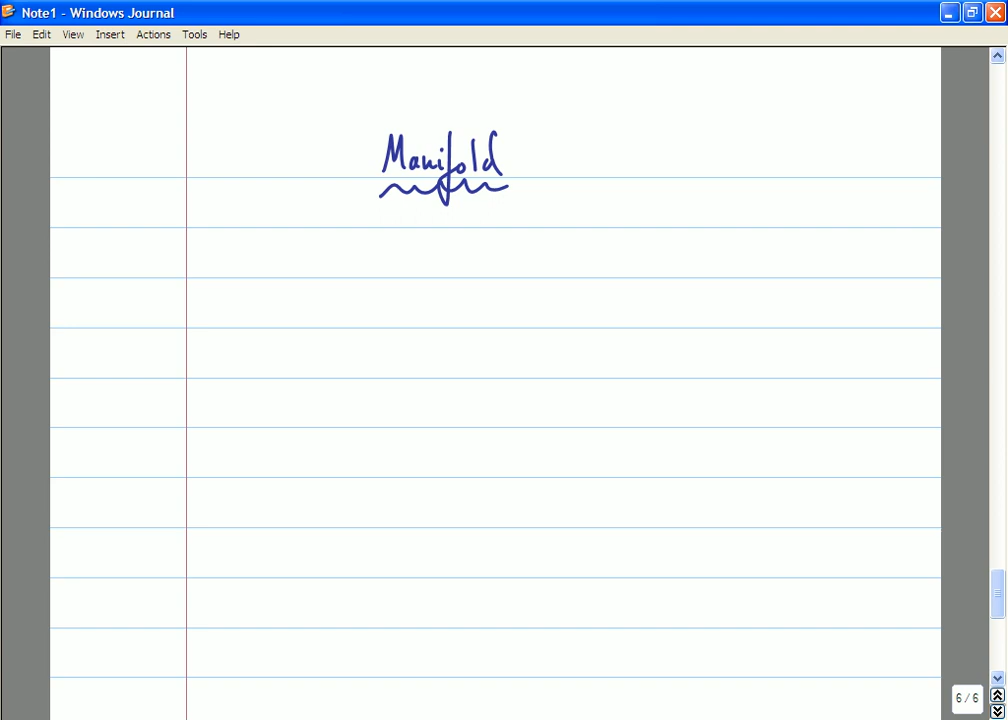 Note1 - Windows Journal
File Edit View Insert Actions Tools Help
Manifold
6 / 6